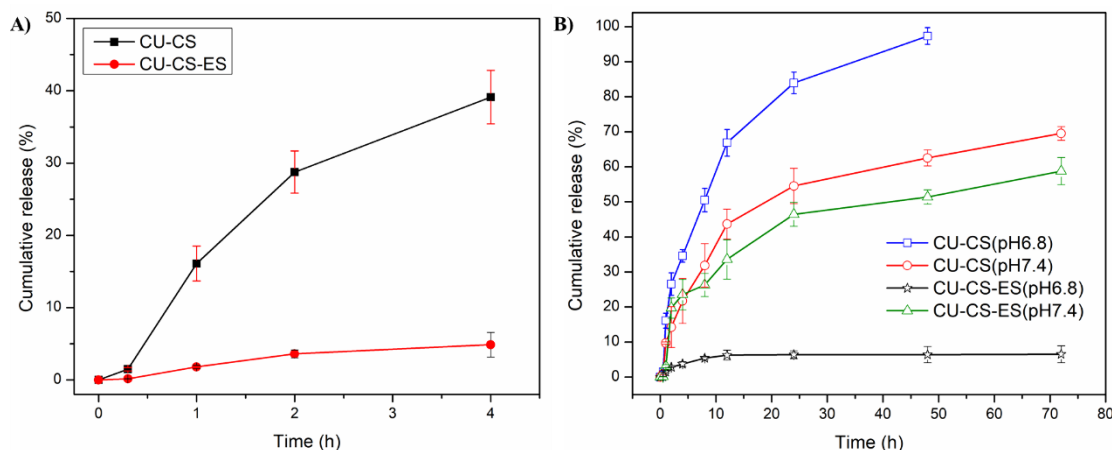 A)
CU-CS
CU-CS-ES
Cumulative release (%)
50
40
30
20
10
0
0 1 2 3 4
Time (h)
B)
Cumulative release (%)
100
90
80
70
60
50
40
30
20
10
0
CU-CS(pH6.8)
CU-CS(pH7.4)
CU-CS-ES(pH6.8)
CU-CS-ES(pH7.4)
0 10 20 30 40 50 60 70 80
Time (h)